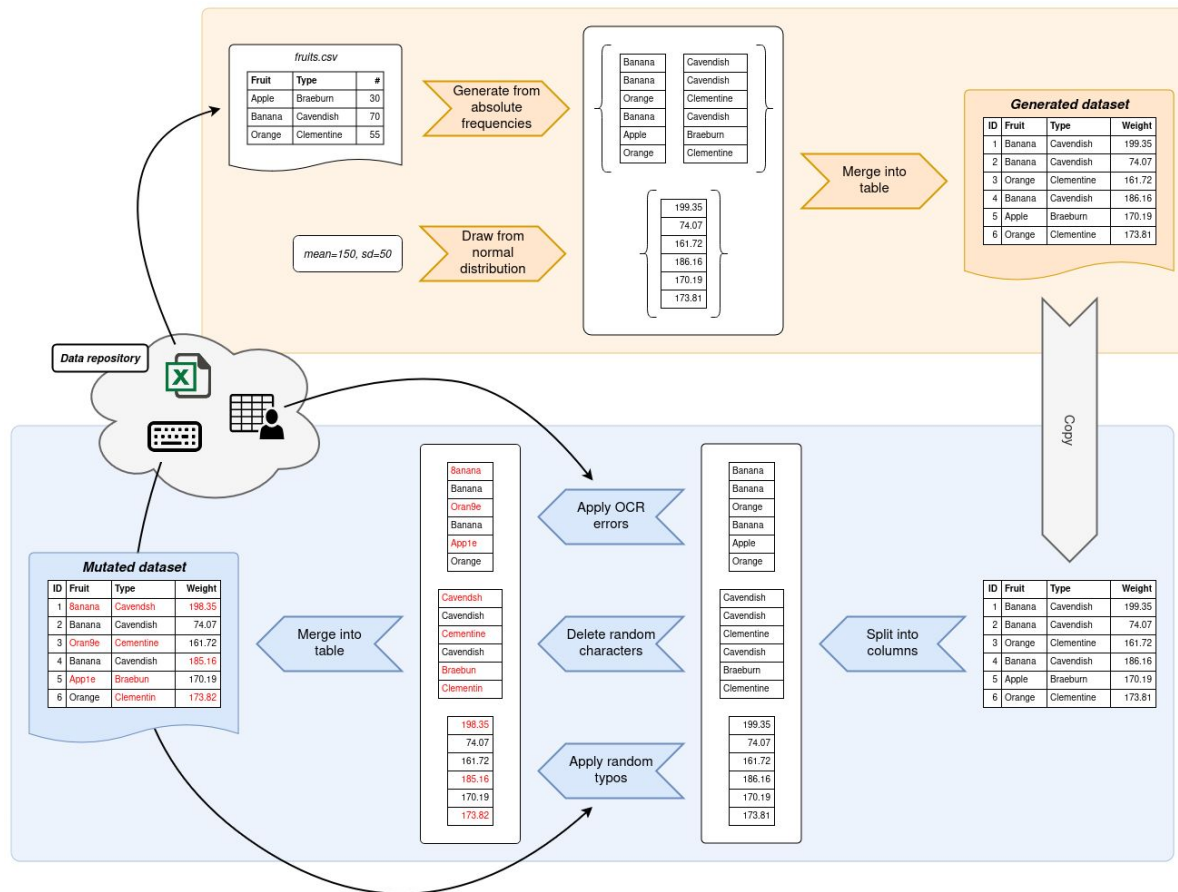 fruits.csv
Fruit Type #
Apple Braeburn 30
Banana Cavendish 70
Orange Clementine 55
Generate from
absolute
frequencies
Banana Cavendish
Banana Cavendish
Orange Clementine
Banana Cavendish
Apple Braeburn
Orange Clementine
mean=150, sd=50
Draw from
normal
distribution
199.35
74.07
161.72
186.16
170.19
173.81
Merge into
table
Generated dataset
ID Fruit Type Weight
1 Banana Cavendish 199.35
2 Banana Cavendish 74.07
3 Orange Clementine 161.72
4 Banana Cavendish 186.16
5 Apple Braeburn 170.19
6 Orange Clementine 173.81
Copy
Data repository
ID Fruit Type Weight
1 Banana Cavendish 199.35
2 Banana Cavendish 74.07
3 Orange Clementine 161.72
4 Banana Cavendish 186.16
5 Apple Braeburn 170.19
6 Orange Clementine 173.81
Split into
columns
Banana
Banana
Orange
Banana
Apple
Orange
Cavendish
Cavendish
Clementine
Cavendish
Braeburn
Clementine
199.35
74.07
161.72
186.16
170.19
173.81
Apply OCR
errors
Delete random
characters
Apply random
typos
8anana
Banana
Oran9e
Banana
App1e
Orange
Cavendsh
Cavendish
Cementine
Cavendish
Braebun
Clementin
198.35
74.07
161.72
185.16
170.19
173.82
Merge into
table
Mutated dataset
ID Fruit Type Weight
1 8anana Cavendsh 198.35
2 Banana Cavendish 74.07
3 Oran9e Cementine 161.72
4 Banana Cavendish 185.16
5 App1e Braebun 170.19
6 Orange Clementin 173.82